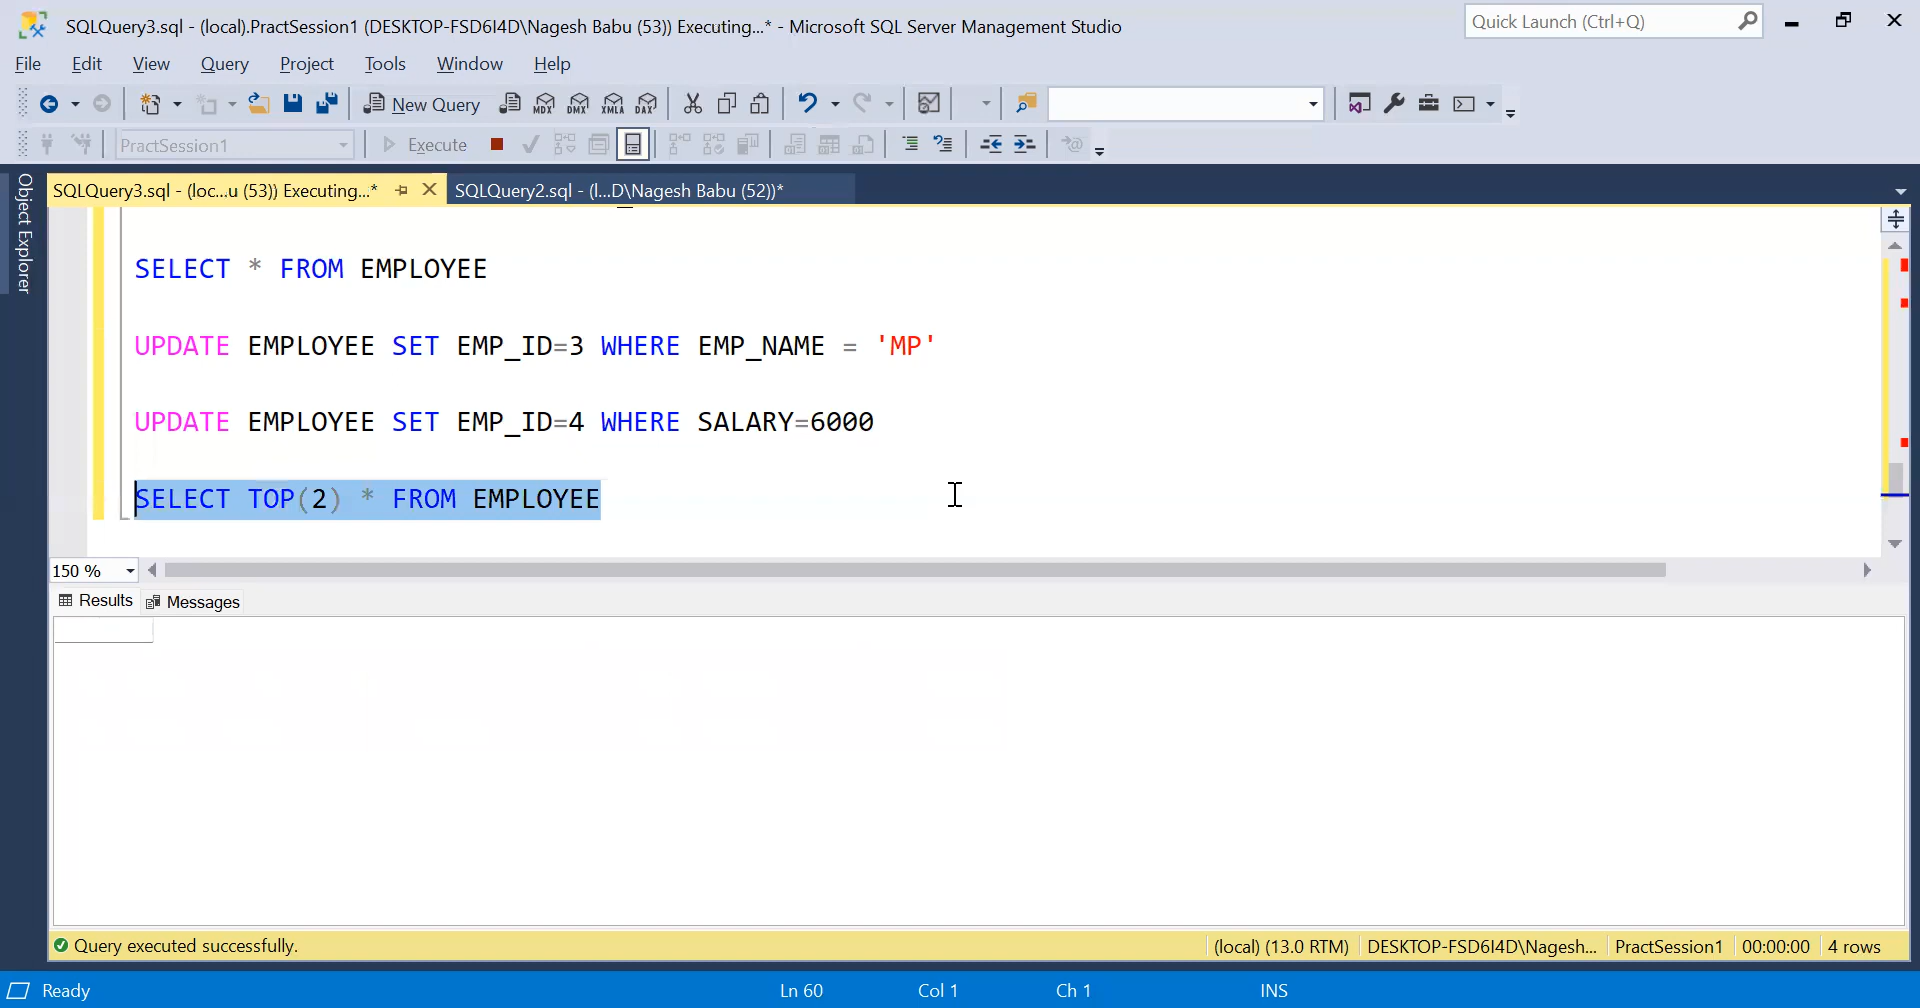 SQLQuery3.sql - (local).PractSession1 (DESKTOP-FSD6I4D\Nagesh Babu (53)) Executing...* - Microsoft SQL Server Management Studio
Quick Launch (Ctrl+Q)
File Edit View Query Project Tools Window Help
New Query MDX DMX XMLA DAX
PractSession1 Execute
Object Explorer
SQLQuery3.sql - (loc...u (53)) Executing...* SQLQuery2.sql - (l...D\Nagesh Babu (52))*
SELECT * FROM EMPLOYEE
UPDATE EMPLOYEE SET EMP_ID=3 WHERE EMP_NAME = 'MP'
UPDATE EMPLOYEE SET EMP_ID=4 WHERE SALARY=6000
SELECT TOP(2) * FROM EMPLOYEE
150 %
Results Messages
Query executed successfully. (local) (13.0 RTM) DESKTOP-FSD6I4D\Nagesh... PractSession1 00:00:00 4 rows
Ready Ln 60 Col 1 Ch 1 INS